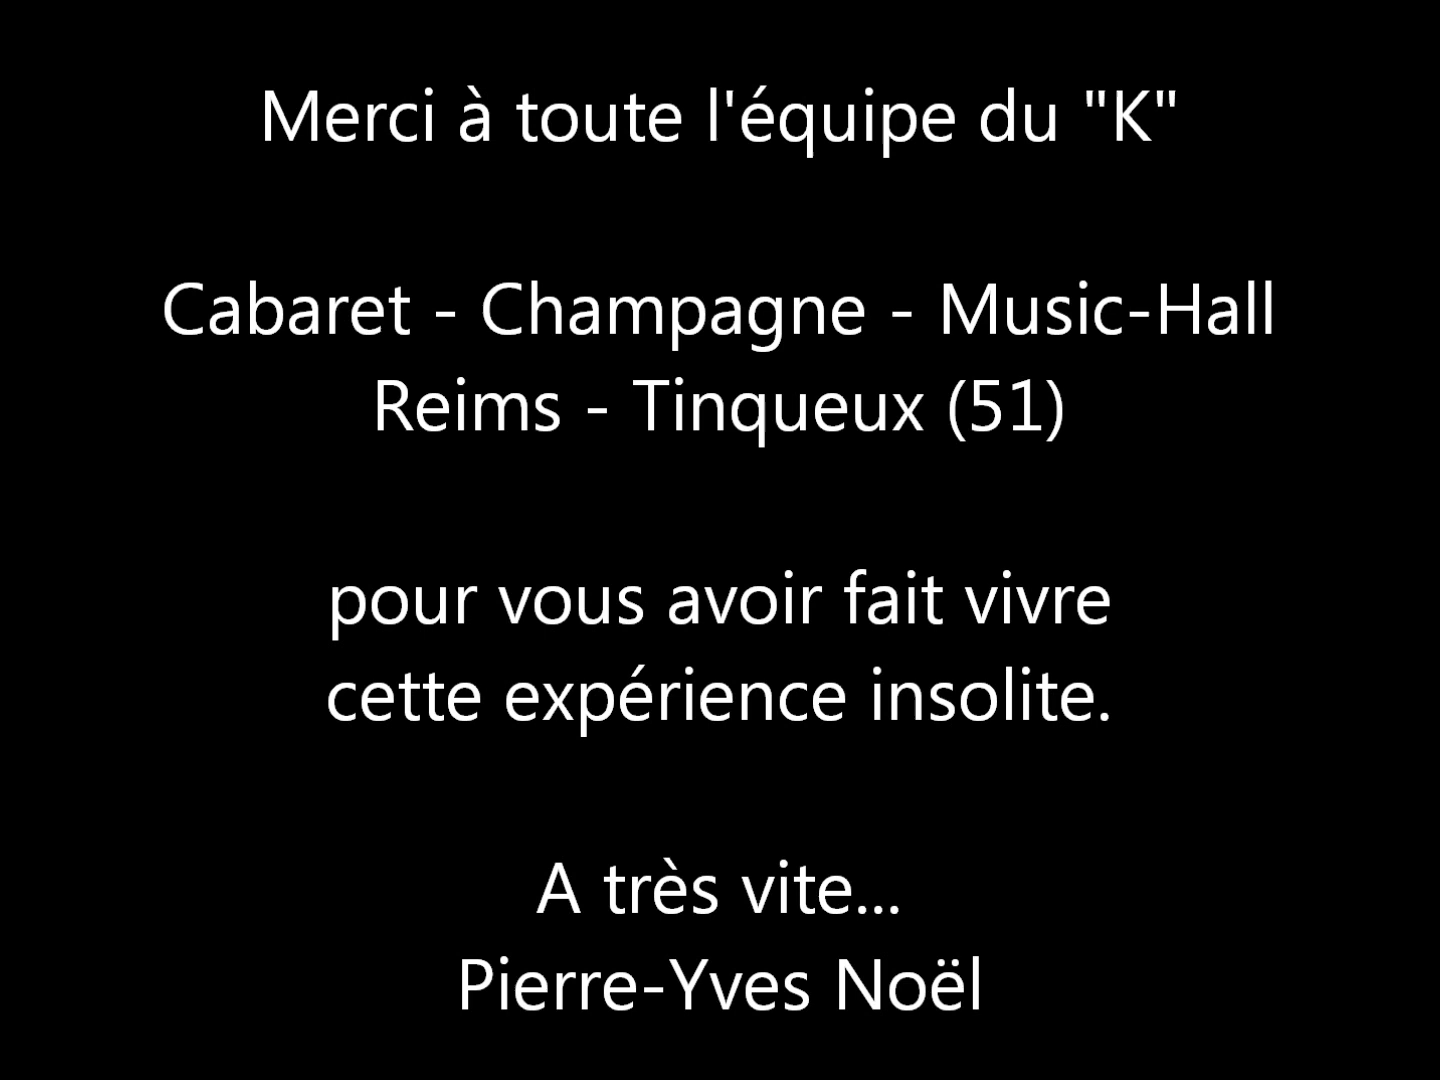 Merci à toute l'équipe du "K"
Cabaret - Champagne - Music-Hall
Reims - Tinqueux (51)
pour vous avoir fait vivre
cette expérience insolite.
A très vite...
Pierre-Yves Noël